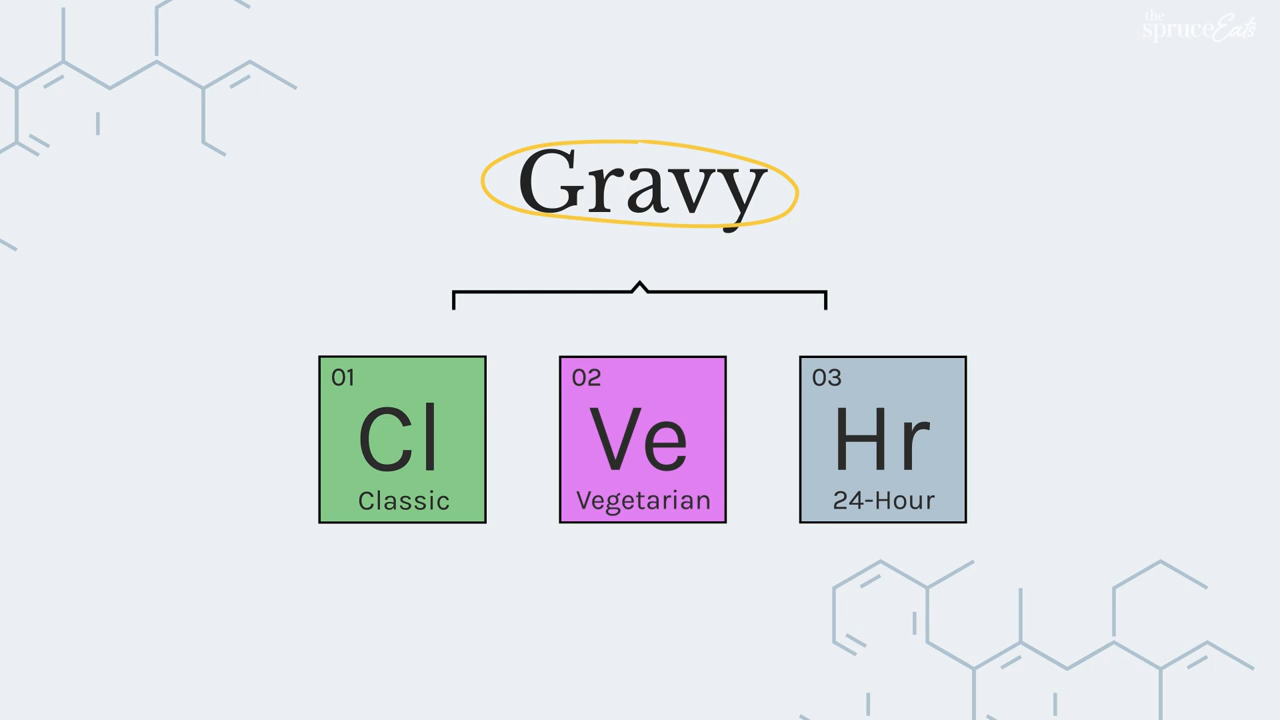 the
spruce Eats
Gravy
01
Cl
Classic
02
Ve
Vegetarian
03
Hr
24-Hour